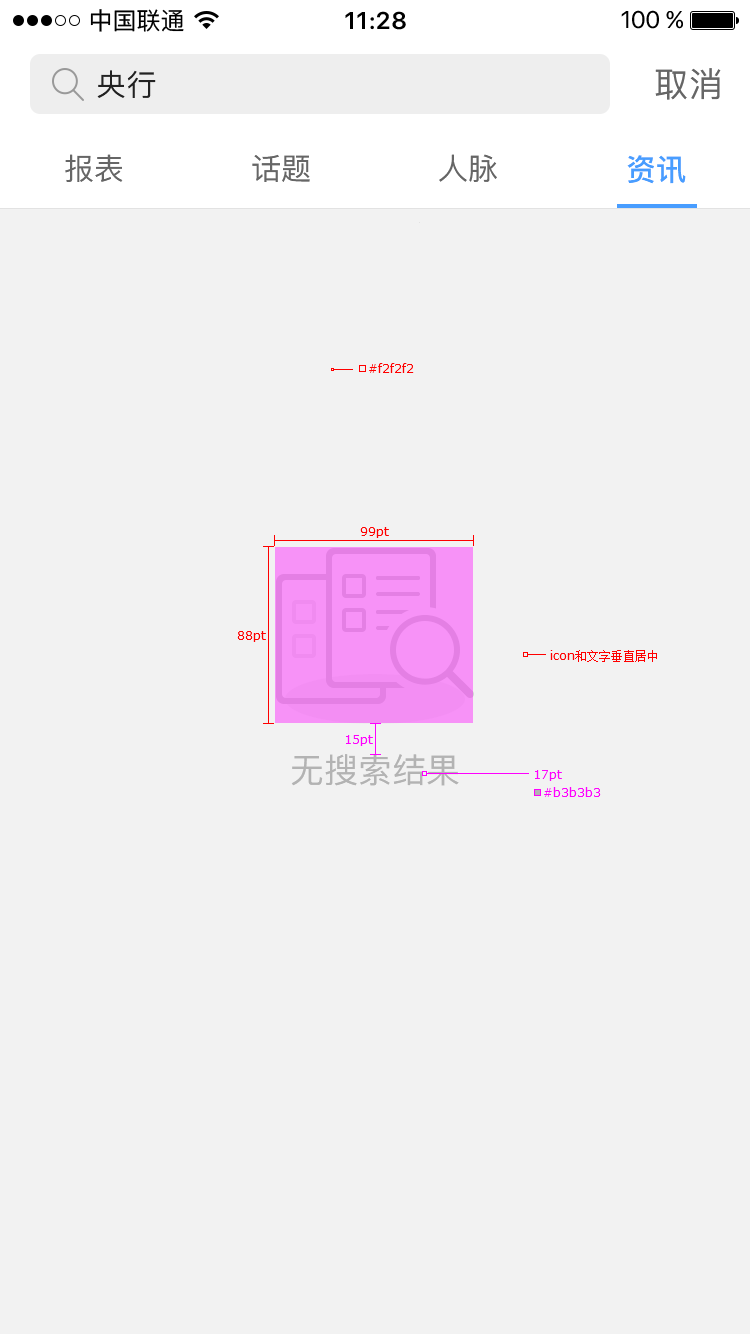 中国联通 11:28 100 %
央行 取消
报表 话题 人脉 资讯
#f2f2f2
99pt
88pt
icon和文字垂直居中
15pt
无搜索结果
17pt
#b3b3b3